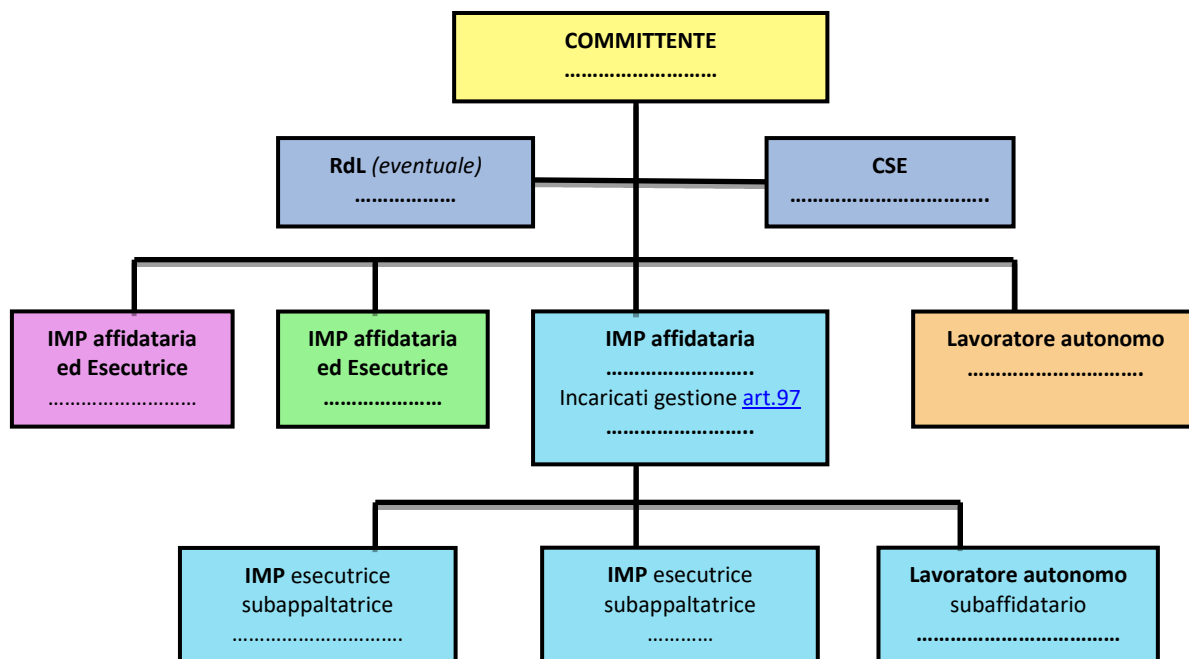 COMMITTENTE
………………………
RdL (eventuale)
………………
CSE
……………………………..
IMP affidataria
ed Esecutrice
………………………
IMP affidataria
ed Esecutrice
…………………
IMP affidataria
……………………..
Incaricati gestione art.97
……………………..
Lavoratore autonomo
………………………….
IMP esecutrice
subappaltatrice
………………………….
IMP esecutrice
subappaltatrice
…………
Lavoratore autonomo
subaffidatario
………………………………